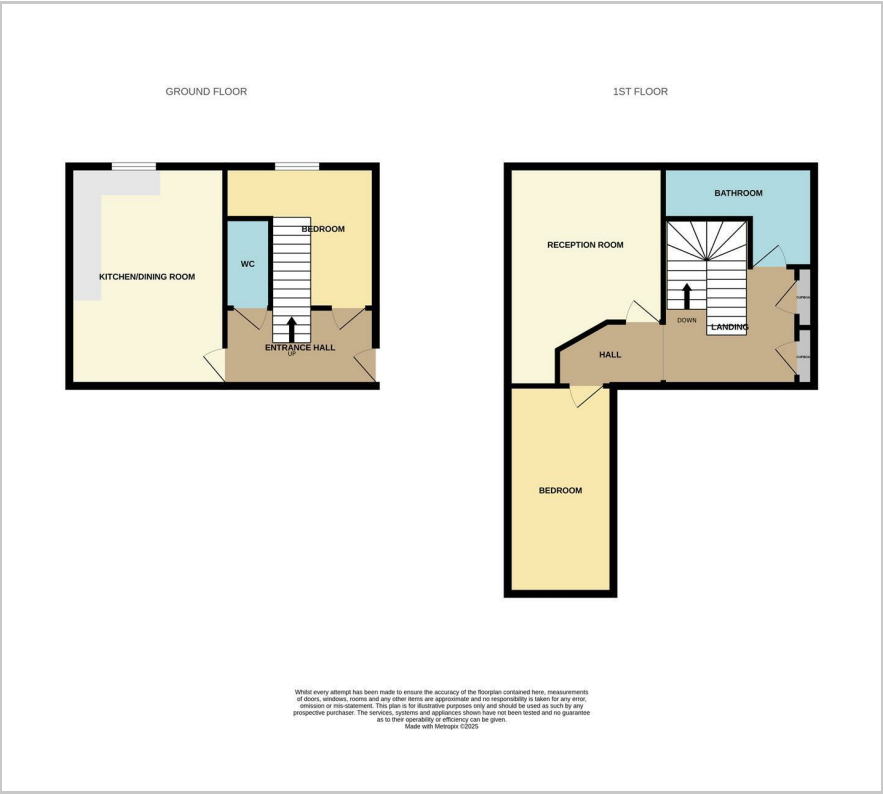 GROUND FLOOR
1ST FLOOR
KITCHEN/DINING ROOM
BEDROOM
WC
ENTRANCE HALL
UP
RECEPTION ROOM
BATHROOM
DOWN
LANDING
HALL
BEDROOM
Whilst every attempt has been made to ensure the accuracy of the floorplan contained here, measurements
of doors, windows, rooms and any other items are approximate and no responsibility is taken for any error,
omission or mis-statement. This plan is for illustrative purposes only and should be used as such by any
prospective purchaser. The services, systems and appliances shown have not been tested and no guarantee
as to their operability or efficiency can be given.
Made with Metropix ©2025